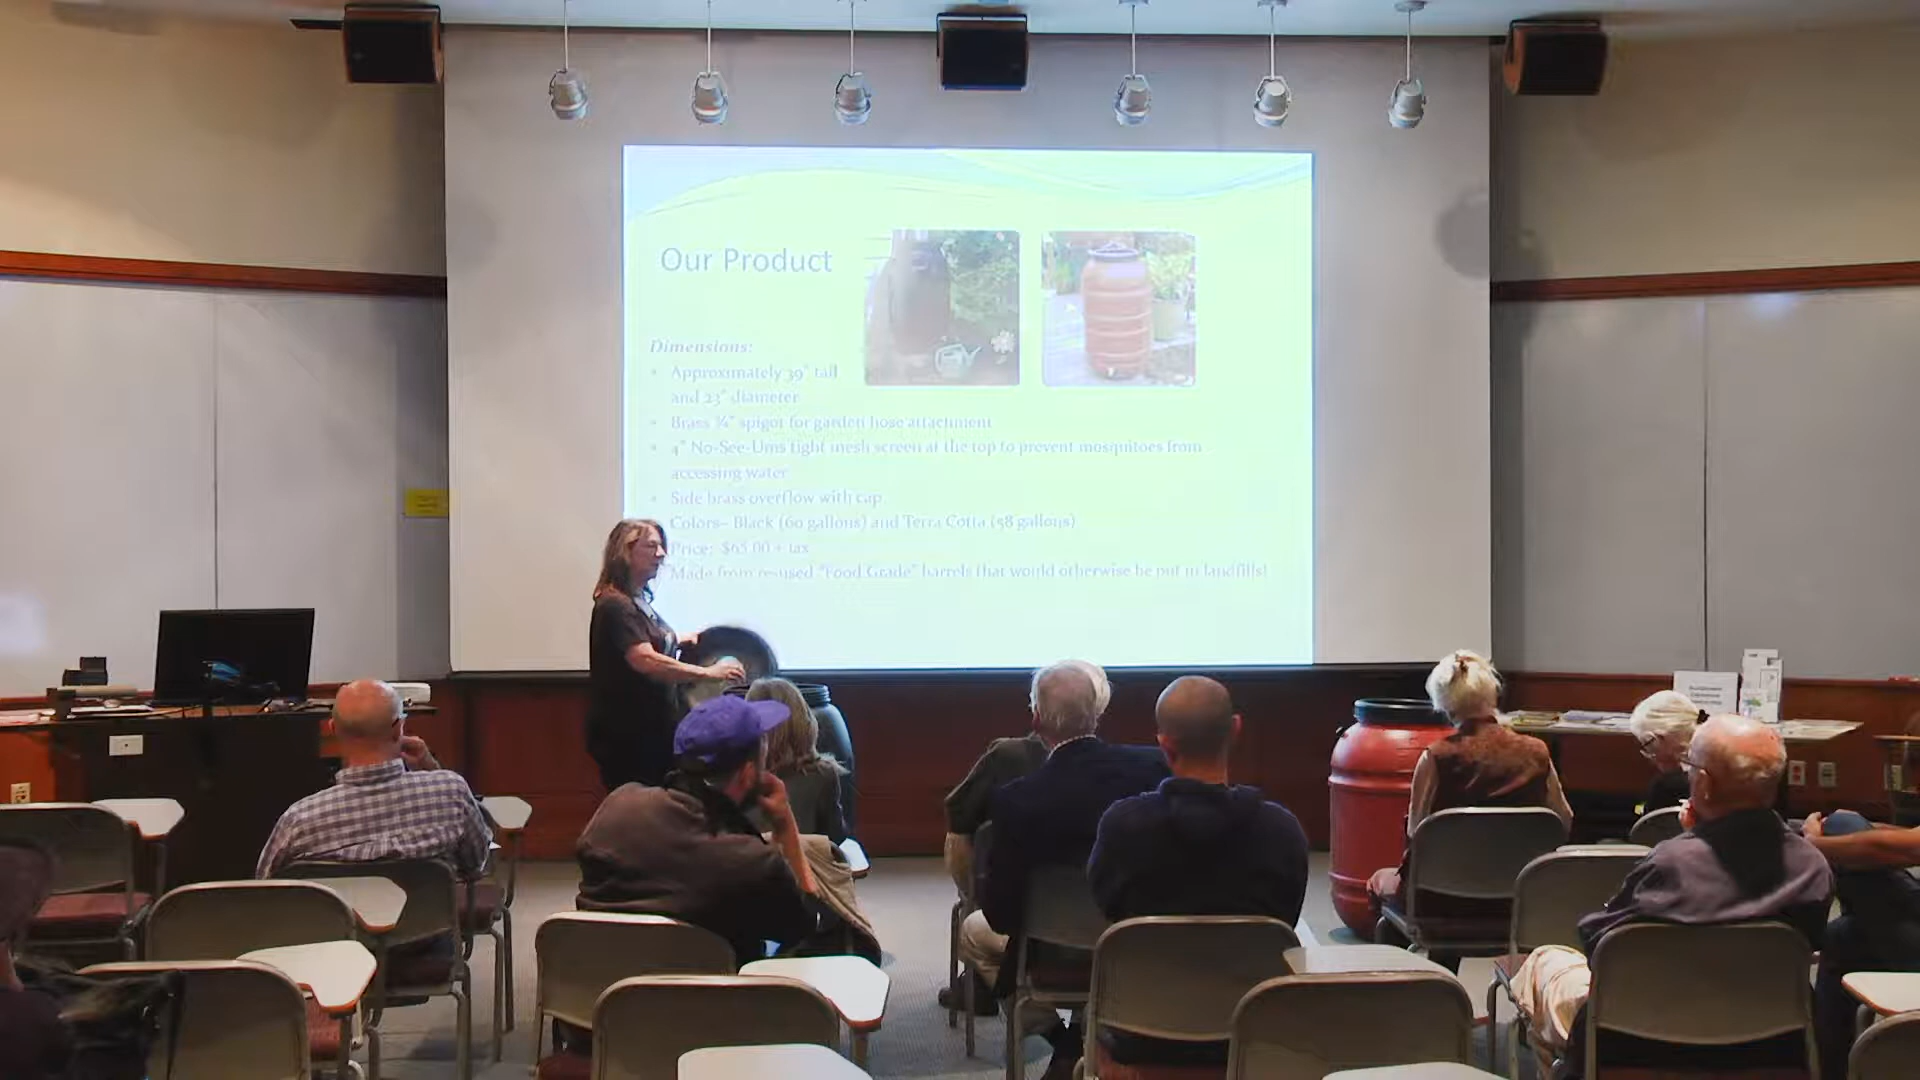 Our Product
Dimensions:
Approximately 39" tall
and 23" diameter
Brass ¾" spigot for garden hose attachment
4" No-See-Ums tight mesh screen at the top to prevent mosquitoes from
accessing water
Side brass overflow with cap
Colors– Black (60 gallons) and Terra Cotta (58 gallons)
Price: $65.00 + tax
Made from re-used "Food Grade" barrels that would otherwise be put in landfills!